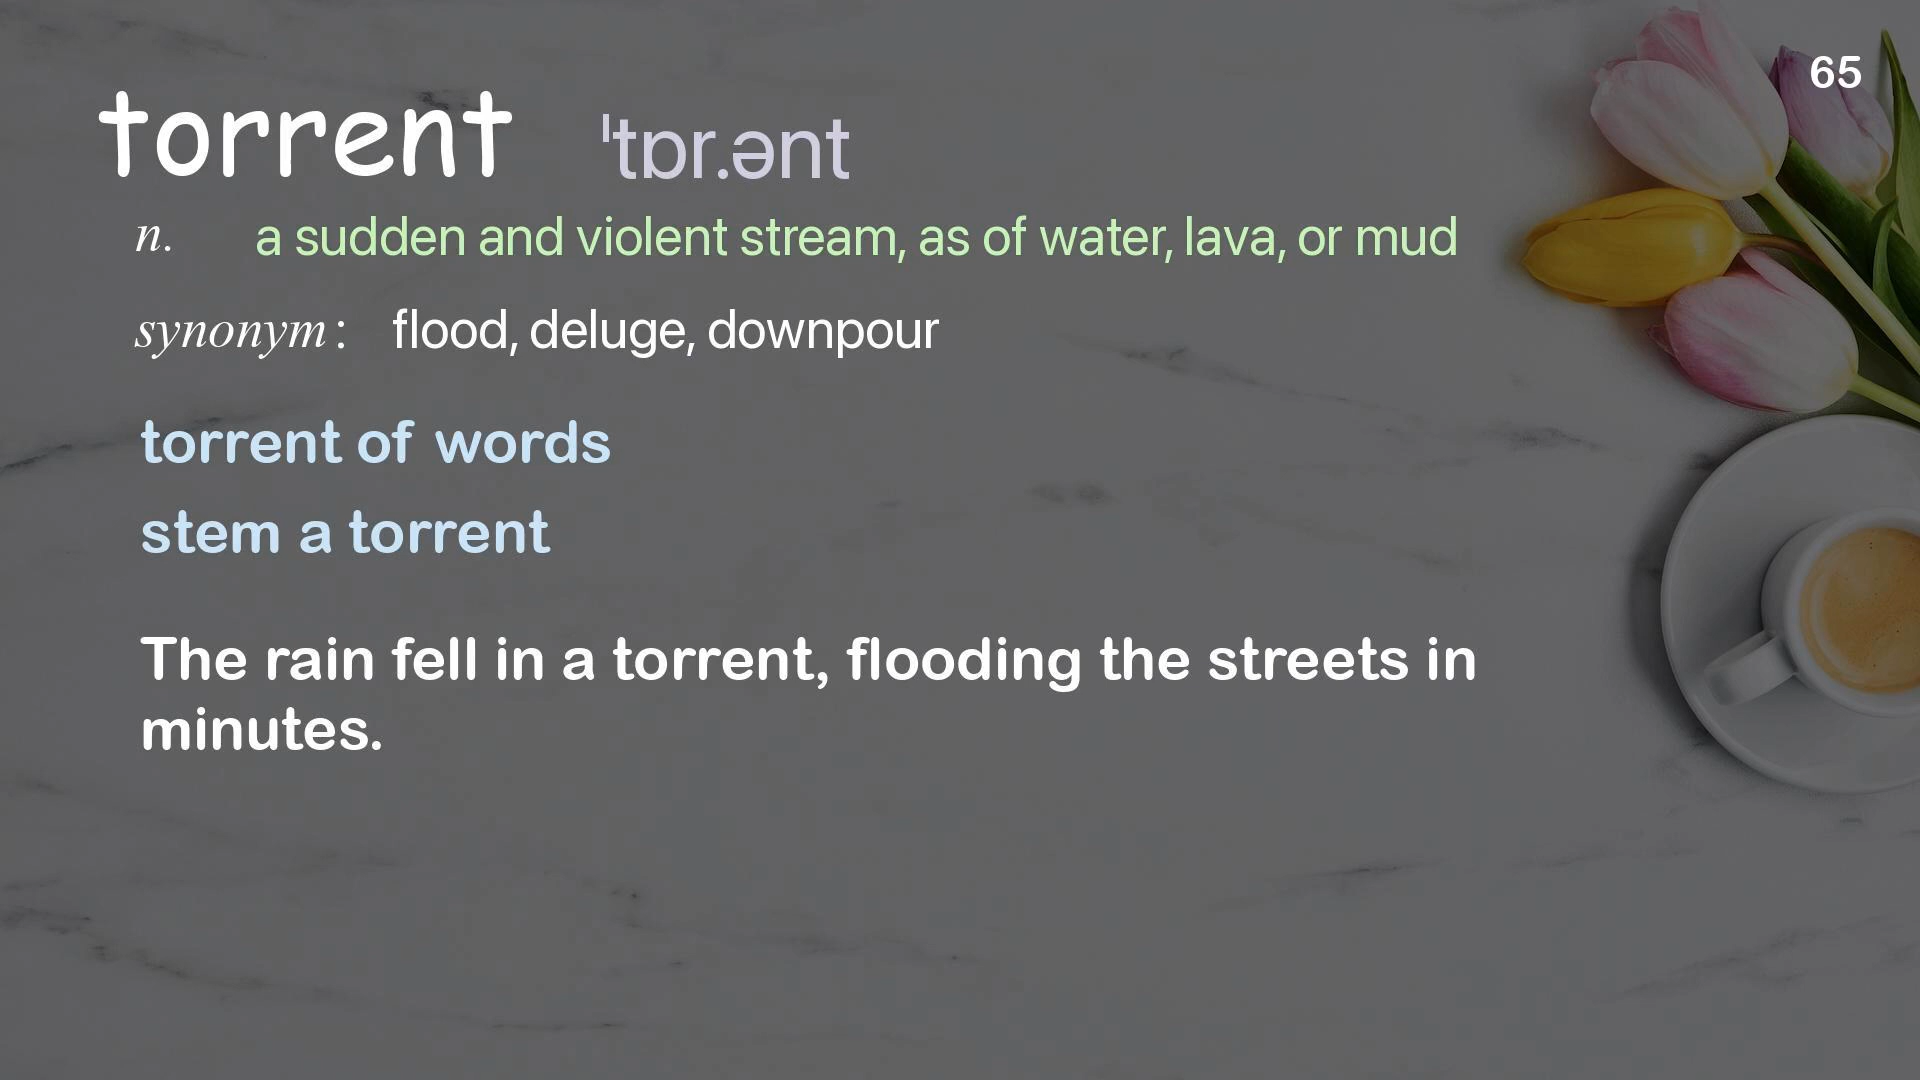 65
torrent ˈtɒr.ənt
n. a sudden and violent stream, as of water, lava, or mud
synonym: flood, deluge, downpour
torrent of words
stem a torrent
The rain fell in a torrent, flooding the streets in
minutes.